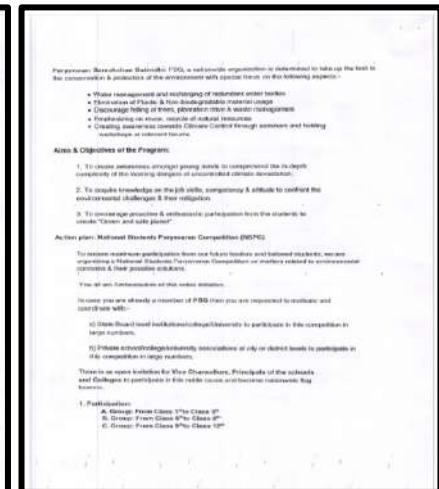 Paryavaran Sanrakshan Gatividhi: PSG, a nationwide organization is determined to take up the task in
the conservation & protection of the environment with special focus on the following aspects:-
• Water management and recharging of redundant water bodies
• Elimination of Plastic & Non biodegradable material usage
• Discourage felling of trees, plantation drive & waste management
• Emphasizing on reuse, recycle of natural resources
• Creating awareness towards Climate Control through seminars and holding
workshops at relevant forums.
Aims & Objectives of the Program:
1. To create awareness amongst young minds to comprehend the in-depth
complexity of the looming dangers of uncontrolled climate devastation.
2. To acquire knowledge on the job skills, competency & attitude to confront the
environmental challenges & their mitigation.
3. To encourage proactive & enthusiastic participation from the students to
create "Green and safe planet".
Action plan: National Students Paryavaran Competition (NSPC)
To ensure maximum participation from our future leaders and beloved students, we are
organizing a National Students Paryavaran Competition on matters related to environmental
concerns & their possible solutions.
You all are Ambassadors of this noble initiative.
In case you are already a member of PSG then you are requested to motivate and
coordinate with:-
State Board level institutions/college/University to participate in this competition in
large numbers.
Private school/college/university associations at city or district levels to participate in
this competition in large numbers.
There is an open invitation for Vice Chancellors, Principals of the schools
and Colleges to participate in this noble cause and become nationwide flag
bearers.
1. Participation:
A. Group: From Class 1st to Class 5th
B. Group: From Class 6th to Class 8th
C. Group: From Class 9th to Class 12th